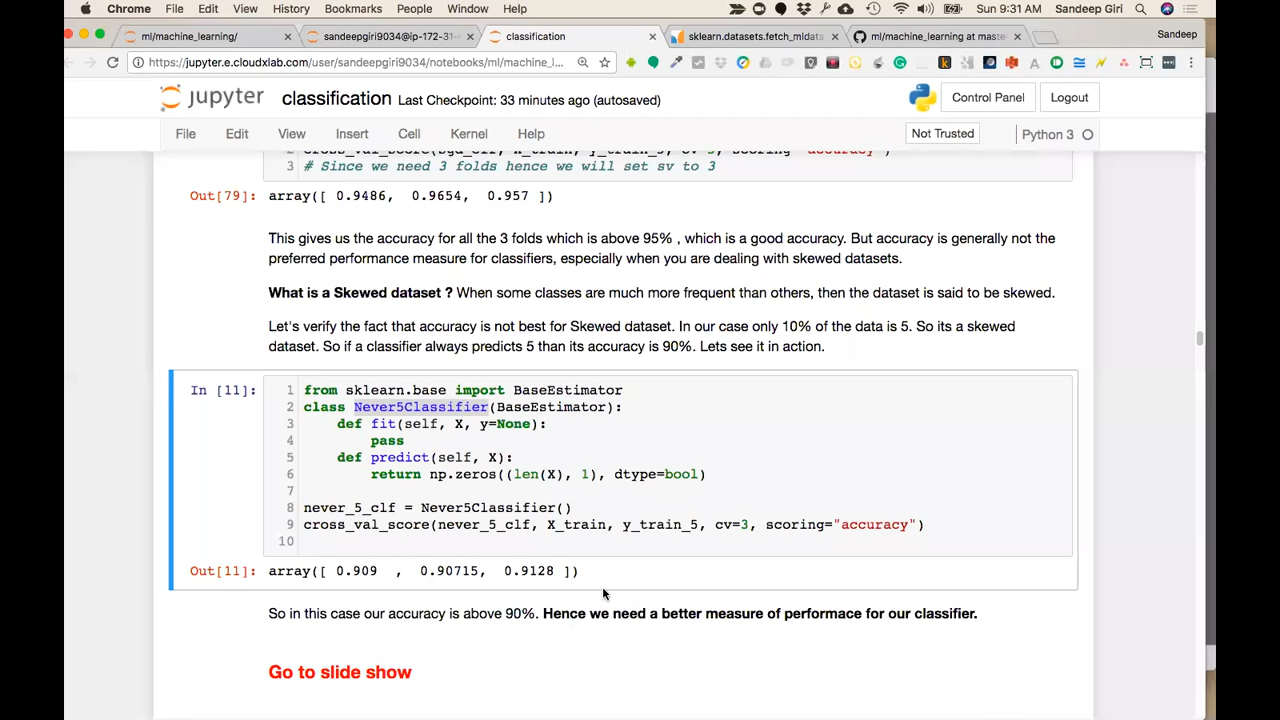 Chrome File Edit View History Bookmarks People Window Help Sun 9:31 AM Sandeep Giri
ml/machine_learning/ sandeepgiri9034@ip-172-31- classification sklearn.datasets.fetch_mldata ml/machine_learning at maste Sandeep
https://jupyter.e.cloudxlab.com/user/sandeepgiri9034/notebooks/ml/machine_l...
jupyter classification Last Checkpoint: 33 minutes ago (autosaved) Control Panel Logout
File Edit View Insert Cell Kernel Help Not Trusted Python 3
2 cross_val_score(sgd_clf, X_train, y_train_5, cv=3, scoring="accuracy")
3 # Since we need 3 folds hence we will set sv to 3
Out[79]: array([ 0.9486, 0.9654, 0.957 ])
This gives us the accuracy for all the 3 folds which is above 95% , which is a good accuracy. But accuracy is generally not the
preferred performance measure for classifiers, especially when you are dealing with skewed datasets.
What is a Skewed dataset ? When some classes are much more frequent than others, then the dataset is said to be skewed.
Let's verify the fact that accuracy is not best for Skewed dataset. In our case only 10% of the data is 5. So its a skewed
dataset. So if a classifier always predicts 5 than its accuracy is 90%. Lets see it in action.
In [11]: 1 from sklearn.base import BaseEstimator
2 class Never5Classifier(BaseEstimator):
3 def fit(self, X, y=None):
4 pass
5 def predict(self, X):
6 return np.zeros((len(X), 1), dtype=bool)
7
8 never_5_clf = Never5Classifier()
9 cross_val_score(never_5_clf, X_train, y_train_5, cv=3, scoring="accuracy")
10
Out[11]: array([ 0.909 , 0.90715, 0.9128 ])
So in this case our accuracy is above 90%. Hence we need a better measure of performace for our classifier.
Go to slide show